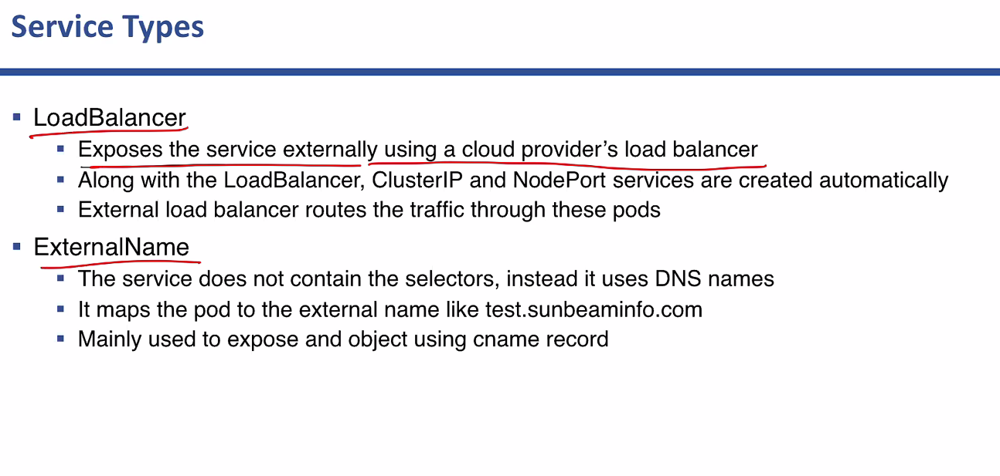 Service Types
LoadBalancer
Exposes the service externally using a cloud provider’s load balancer
Along with the LoadBalancer, ClusterIP and NodePort services are created automatically
External load balancer routes the traffic through these pods
ExternalName
The service does not contain the selectors, instead it uses DNS names
It maps the pod to the external name like test.sunbeaminfo.com
Mainly used to expose and object using cname record